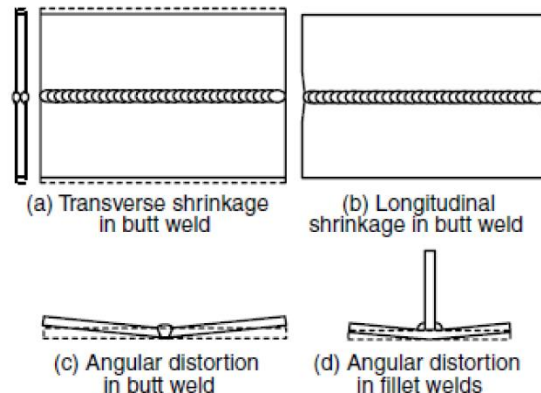 (a) Transverse shrinkage
in butt weld
(b) Longitudinal
shrinkage in butt weld
(c) Angular distortion
in butt weld
(d) Angular distortion
in fillet welds